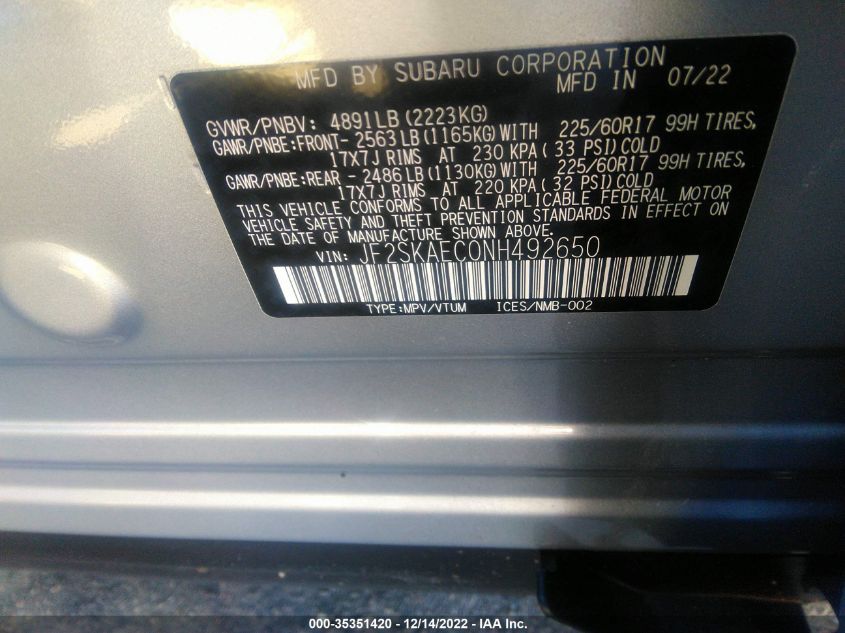 MFD BY SUBARU CORPORATION
MFD IN 07/22
GVWR/PNBV: 4891LB(2223KG)
GAWR/PNBE:FRONT- 2563LB(1165KG)WITH 225/60R17 99H TIRES,
17X7J RIMS AT 230 KPA( 33 PSI)COLD
GAWR/PNBE:REAR - 2486LB(1130KG)WITH 225/60R17 99H TIRES,
17X7J RIMS AT 220 KPA( 32 PSI)COLD
THIS VEHICLE CONFORMS TO ALL APPLICABLE FEDERAL MOTOR
VEHICLE SAFETY AND THEFT PREVENTION STANDARDS IN EFFECT ON
THE DATE OF MANUFACTURE SHOWN ABOVE.
VIN: JF2SKAEC0NH492650
TYPE:MPV/VTUM ICES/NMB-002
000-35351420 - 12/14/2022 - IAA Inc.